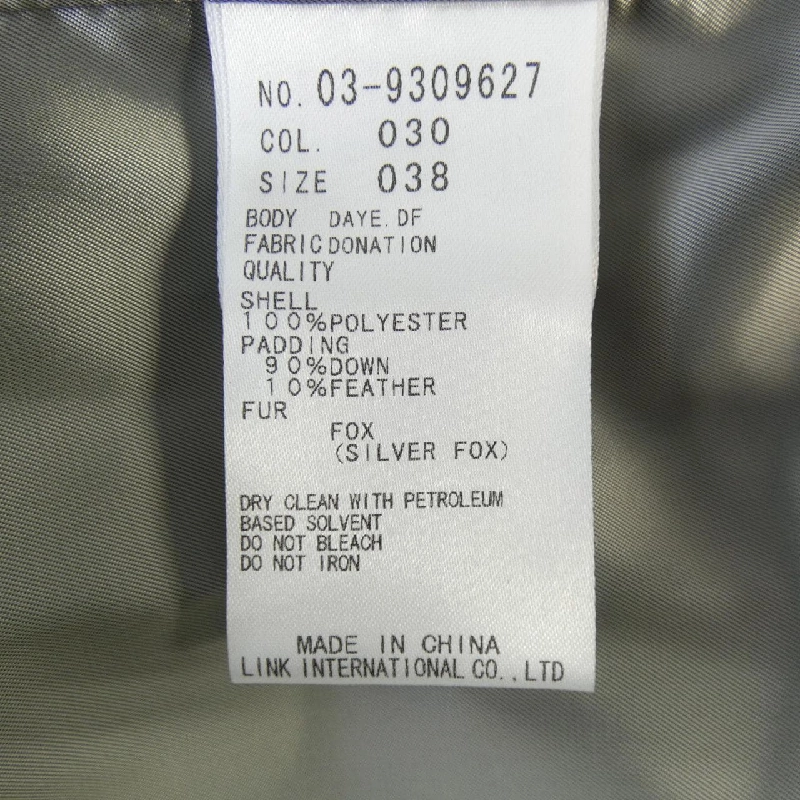 NO. 03-9309627
COL. 030
SIZE 038
BODY DAYE.DF
FABRIC DONATION
QUALITY
SHELL
100%POLYESTER
PADDING
90%DOWN
10%FEATHER
FUR
FOX
(SILVER FOX)
DRY CLEAN WITH PETROLEUM
BASED SOLVENT
DO NOT BLEACH
DO NOT IRON
MADE IN CHINA
LINK INTERNATIONAL CO.,LTD